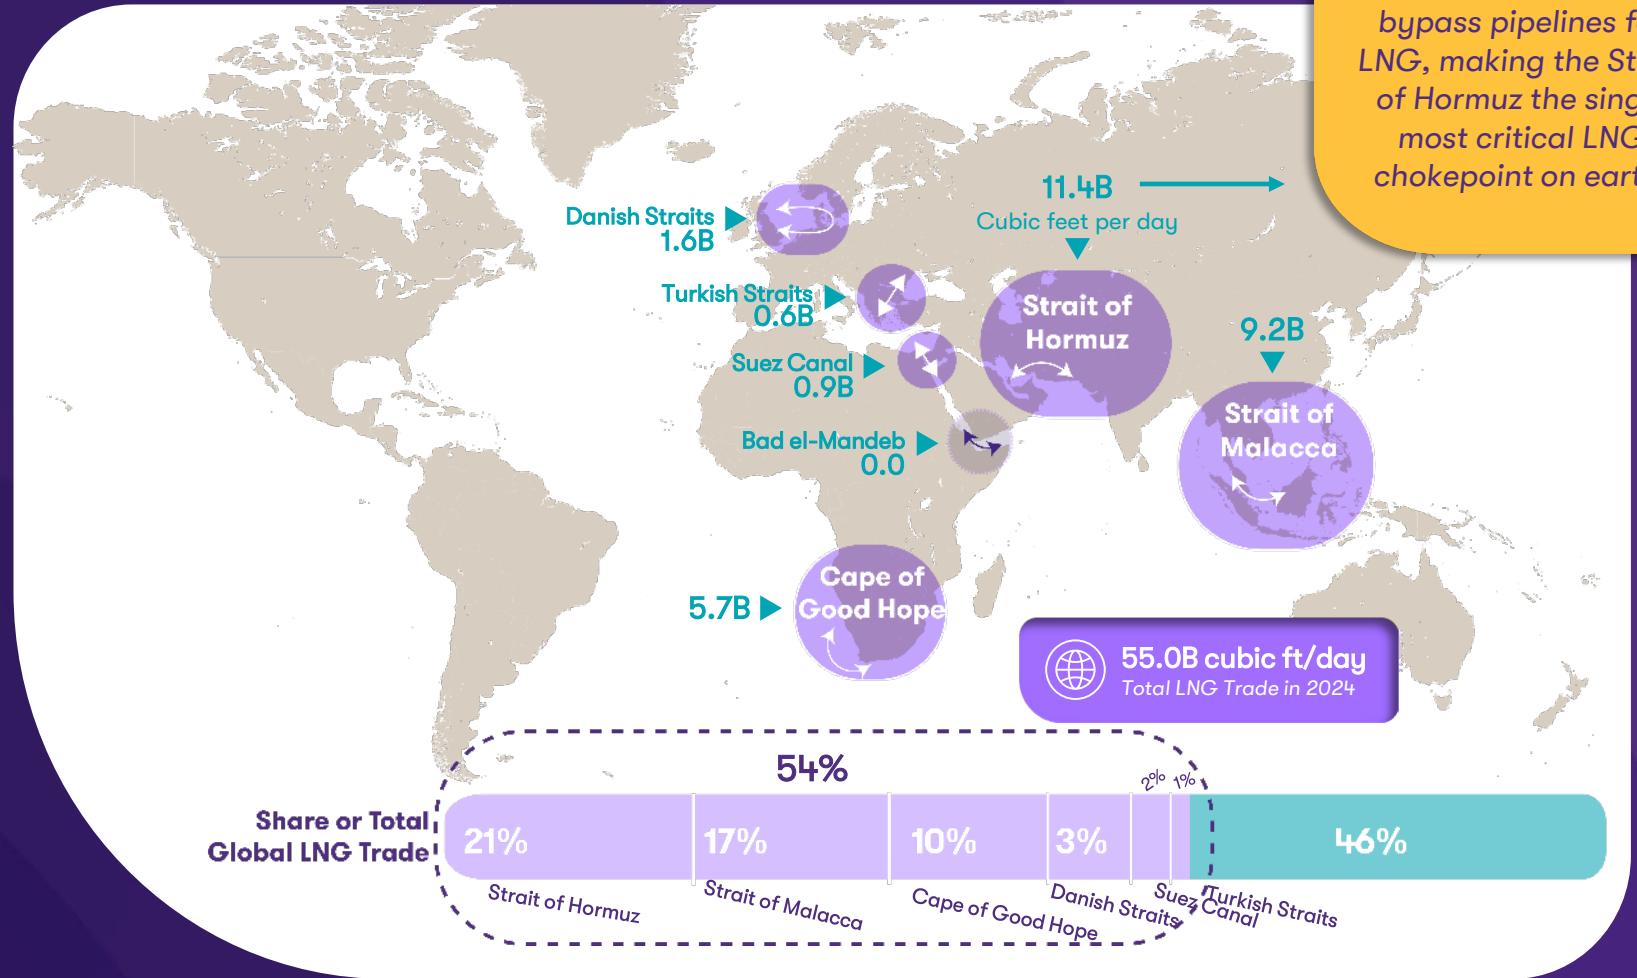 bypass pipelines f
LNG, making the St
of Hormuz the sing
most critical LNG
chokepoint on eart
11.4B
Cubic feet per day
Danish Straits
1.6B
Turkish Straits
0.6B
Strait of
Hormuz
9.2B
Suez Canal
0.9B
Strait of
Malacca
Bad el-Mandeb
0.0
Cape of
Good Hope
5.7B
55.0B cubic ft/day
Total LNG Trade in 2024
54%
2%
1%
Share or Total
Global LNG Trade
21%
17%
10%
3%
46%
Strait of Hormuz
Strait of Malacca
Cape of Good Hope
Danish Straits
Suez Canal
Turkish Straits